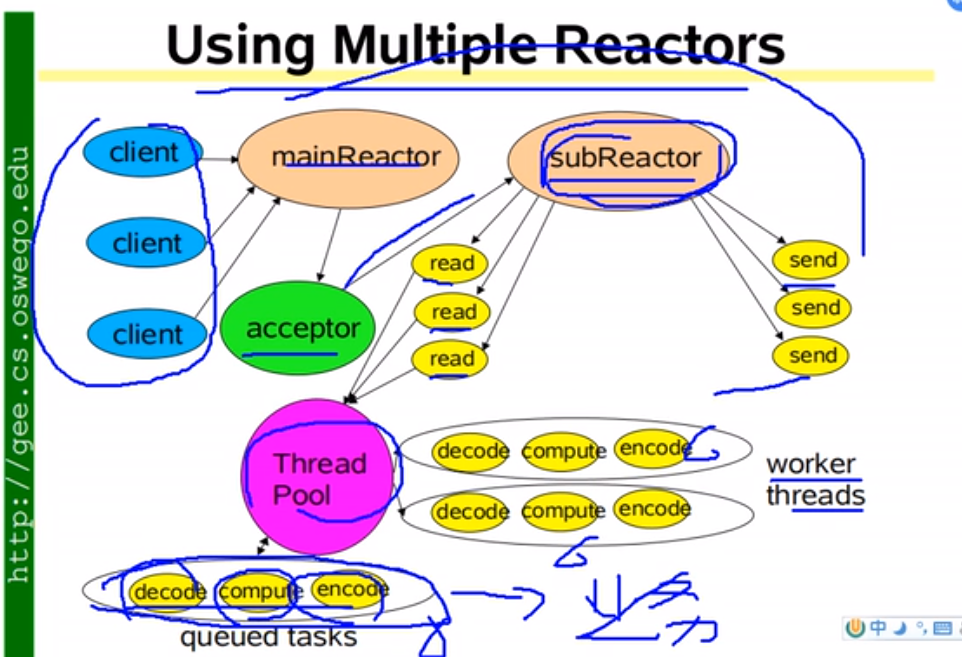 Using Multiple Reactors
http://gee.cs.oswego.edu
client
mainReactor
subReactor
client
read
send
client
acceptor
read
send
read
send
Thread
Pool
decode compute encode
worker
threads
decode compute encode
decode compute encode
queued tasks
业务
中